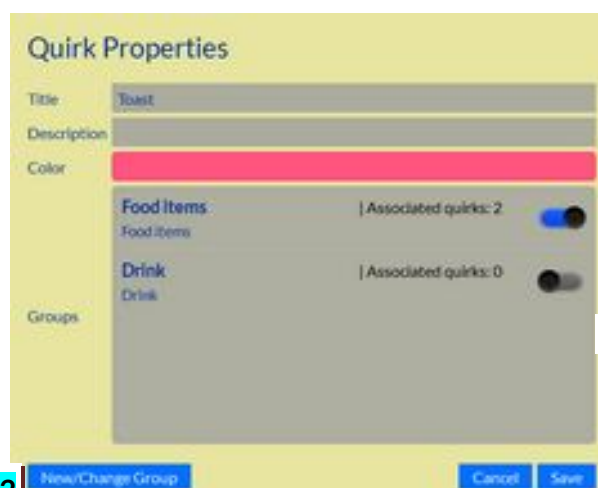 Quirk Properties
Title Toast
Description
Color
Food items | Associated quirks: 2
Food items
Drink | Associated quirks: 0
Drink
Groups
New/Change Group Cancel Save